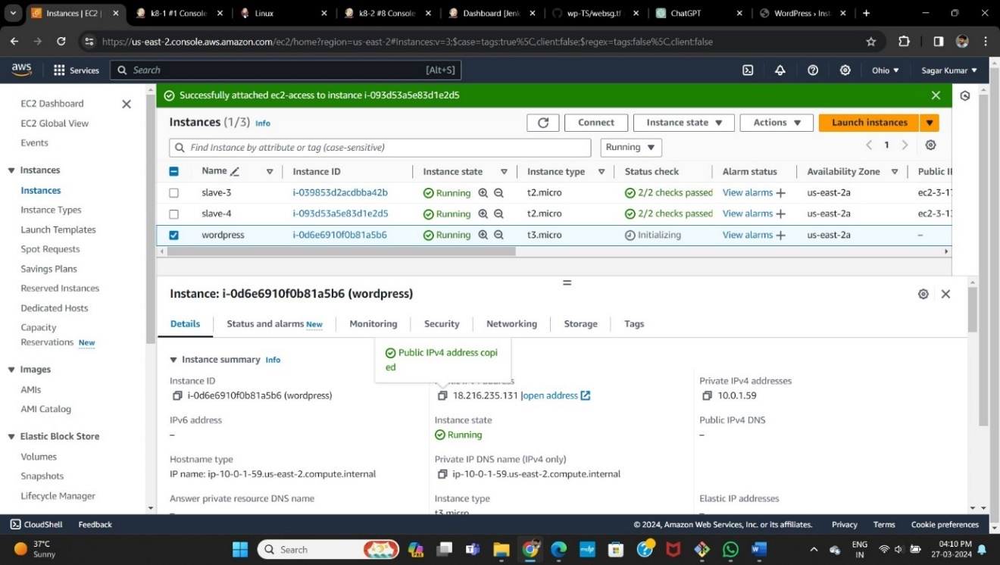 Instances | EC2 |
k8-1 #1 Console
Linux
k8-2 #8 Console
Dashboard [Jenk
wp-TS/websg.tf
ChatGPT
WordPress › Inst
https://us-east-2.console.aws.amazon.com/ec2/home?region=us-east-2#Instances:v=3;$case=tags:true%5C,client:false;$regex=tags:false%5C,client:false
aws
Services
Search
[Alt+S]
Ohio
Sagar Kumar
EC2 Dashboard
EC2 Global View
Events
Instances
Instances
Instance Types
Launch Templates
Spot Requests
Savings Plans
Reserved Instances
Dedicated Hosts
Capacity
Reservations New
Images
AMIs
AMI Catalog
Elastic Block Store
Volumes
Snapshots
Lifecycle Manager
Successfully attached ec2-access to instance i-093d53a5e83d1e2d5
Instances (1/3) Info
Connect
Instance state
Actions
Launch instances
Find Instance by attribute or tag (case-sensitive)
Running
1
Name Instance ID Instance state Instance type Status check Alarm status Availability Zone Public I
slave-3 i-039853d2acdbba42b Running t2.micro 2/2 checks passed View alarms + us-east-2a ec2-3-1
slave-4 i-093d53a5e83d1e2d5 Running t2.micro 2/2 checks passed View alarms + us-east-2a ec2-3-1
wordpress i-0d6e6910f0b81a5b6 Running t3.micro Initializing View alarms + us-east-2a –
Instance: i-0d6e6910f0b81a5b6 (wordpress)
Details
Status and alarms New
Monitoring
Security
Networking
Storage
Tags
Public IPv4 address copi
ed
Instance summary Info
Instance ID
i-0d6e6910f0b81a5b6 (wordpress)
18.216.235.131 |open address
Private IPv4 addresses
10.0.1.59
IPv6 address
–
Instance state
Running
Public IPv4 DNS
–
Hostname type
IP name: ip-10-0-1-59.us-east-2.compute.internal
Private IP DNS name (IPv4 only)
ip-10-0-1-59.us-east-2.compute.internal
Answer private resource DNS name
–
Instance type
t3.micro
Elastic IP addresses
CloudShell
Feedback
© 2024, Amazon Web Services, Inc. or its affiliates.
Privacy
Terms
Cookie preferences
37°C
Sunny
Search
ENG
IN
04:10 PM
27-03-2024